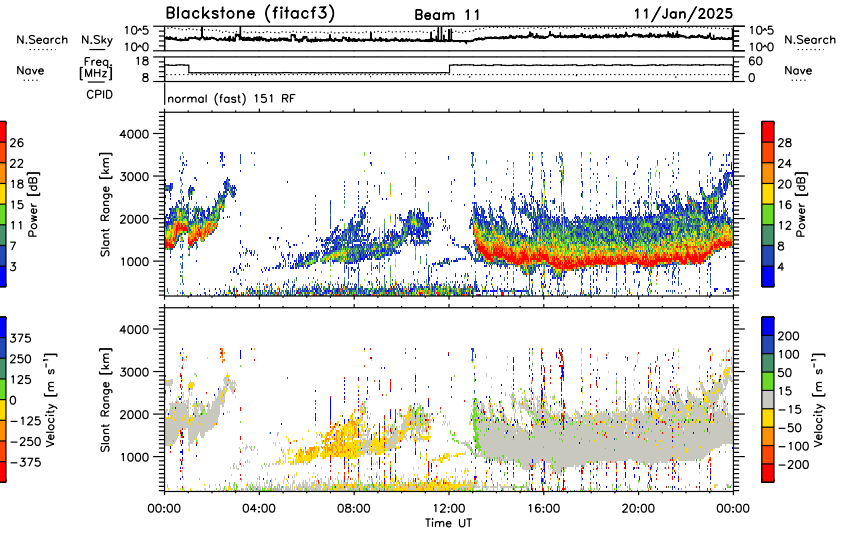 Blackstone (fitacf3) Beam 11 11/Jan/2025
N.Search N.Sky 10^5 10^0 10^5 10^0 N.Search
Nave Freq. [MHz] 18 8 60 0 Nave
CPID normal (fast) 151 RF
26 22 18 15 11 7 3
Power [dB]
Slant Range [km]
4000 3000 2000 1000
28 24 20 16 12 8 4
Power [dB]
375 250 125 0 -125 -250 -375
Velocity [m s⁻¹]
Slant Range [km]
4000 3000 2000 1000
200 100 50 15 -15 -50 -100 -200
Velocity [m s⁻¹]
00:00 04:00 08:00 12:00 16:00 20:00 00:00
Time UT